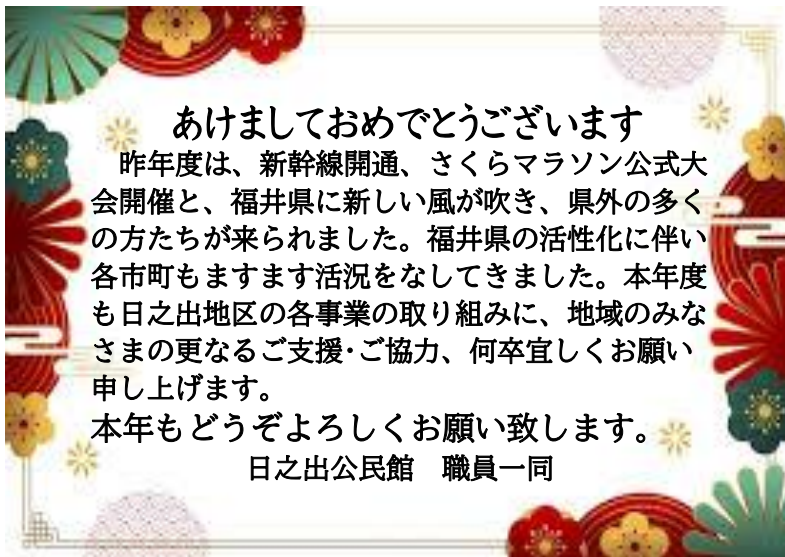 あけましておめでとうございます
　昨年度は、新幹線開通、さくらマラソン公式大
会開催と、福井県に新しい風が吹き、県外の多く
の方たちが来られました。福井県の活性化に伴い
各市町もますます活況をなしてきました。本年度
も日之出地区の各事業の取り組みに、地域のみな
さまの更なるご支援･ご協力、何卒宜しくお願い
申し上げます。
本年もどうぞよろしくお願い致します。
日之出公民館　職員一同